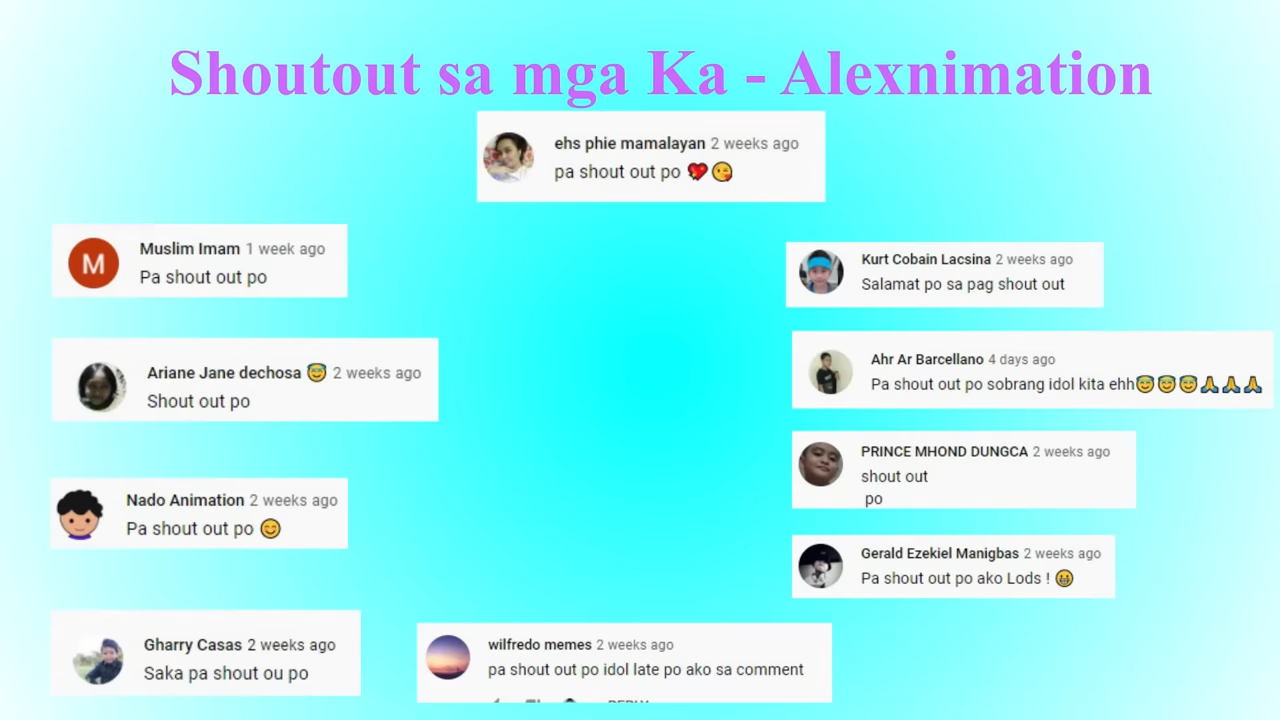 Shoutout sa mga Ka - Alexnimation
ehs phie mamalayan 2 weeks ago
pa shout out po 💖😘
Muslim Imam 1 week ago
M
Pa shout out po
Ariane Jane dechosa 😇 2 weeks ago
Shout out po
Nado Animation 2 weeks ago
Pa shout out po 😊
Gharry Casas 2 weeks ago
Saka pa shout ou po
wilfredo memes 2 weeks ago
pa shout out po idol late po ako sa comment
REPLY
Kurt Cobain Lacsina 2 weeks ago
Salamat po sa pag shout out
Ahr Ar Barcellano 4 days ago
Pa shout out po sobrang idol kita ehh😇😇😇🙏🙏🙏
PRINCE MHOND DUNGCA 2 weeks ago
shout out
po
Gerald Ezekiel Manigbas 2 weeks ago
Pa shout out po ako Lods ! 😁